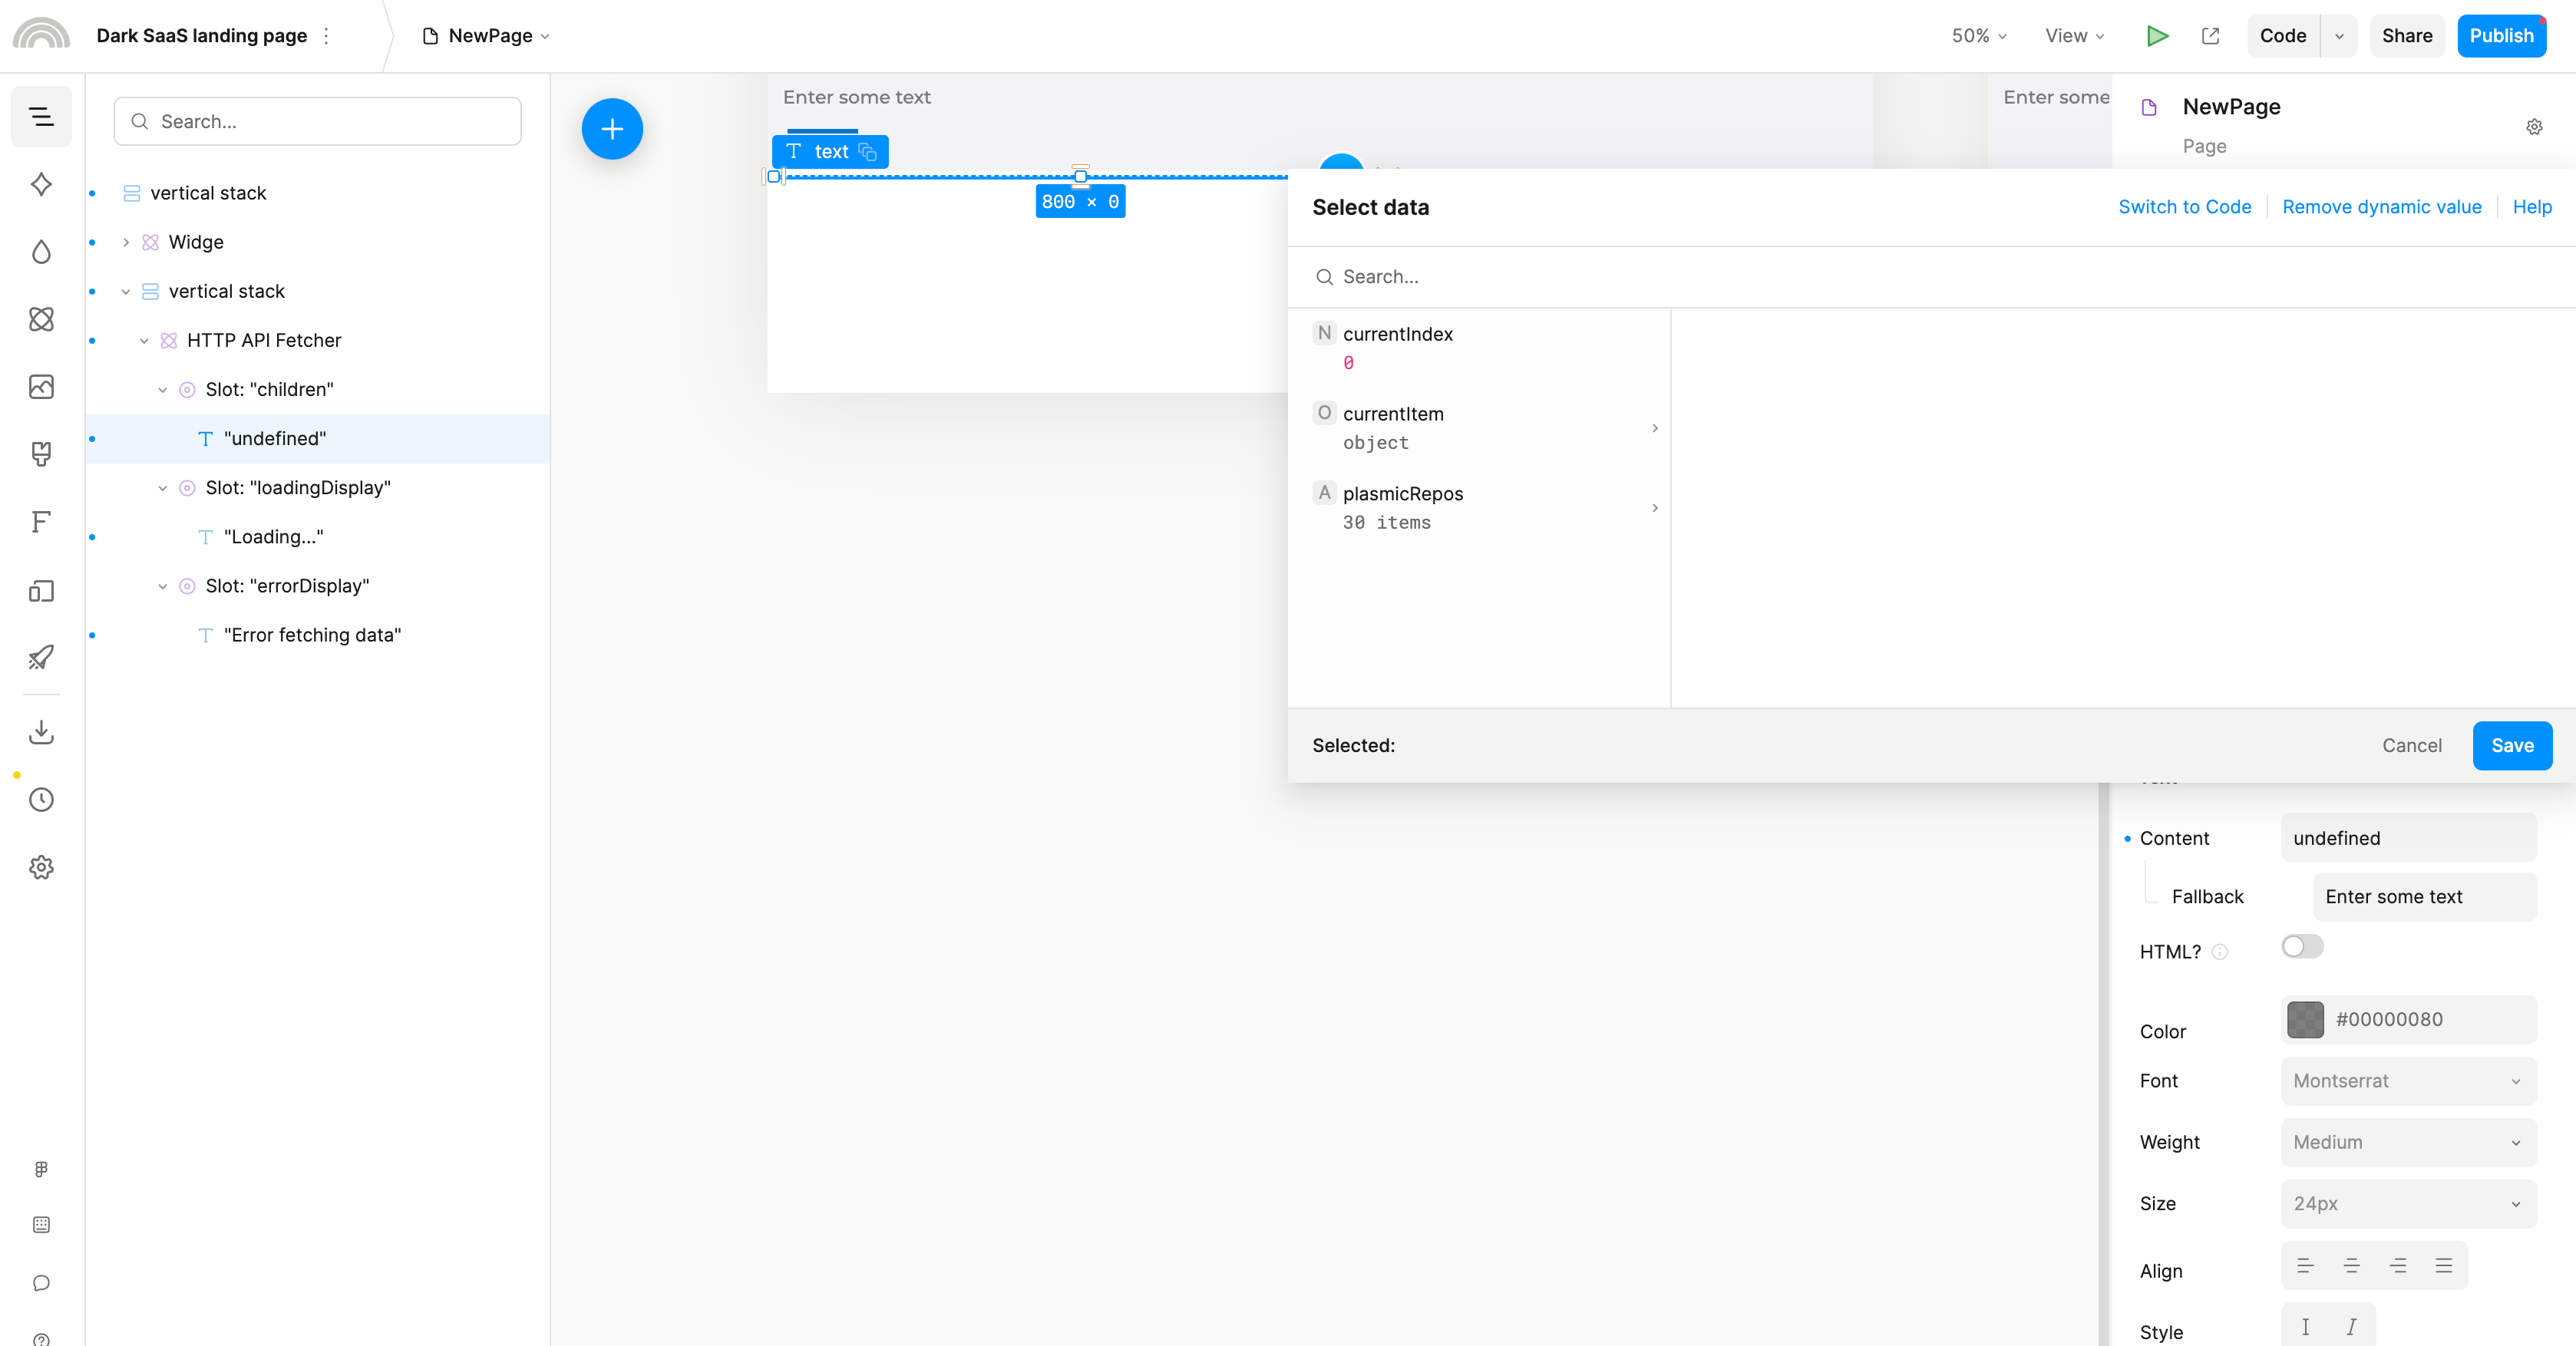 Dark SaaS landing page
NewPage
50%
View
Code
Share
Publish
Search...
vertical stack
Widge
vertical stack
HTTP API Fetcher
Slot: "children"
"undefined"
Slot: "loadingDisplay"
"Loading..."
Slot: "errorDisplay"
"Error fetching data"
Enter some text
text
800 × 0
Enter some
NewPage
Page
Select data
Switch to Code
Remove dynamic value
Help
Search...
N currentIndex
0
O currentItem
object
A plasmicRepos
30 items
Selected:
Cancel
Save
Content
undefined
Fallback
Enter some text
HTML?
Color
#00000080
Font
Montserrat
Weight
Medium
Size
24px
Align
Style